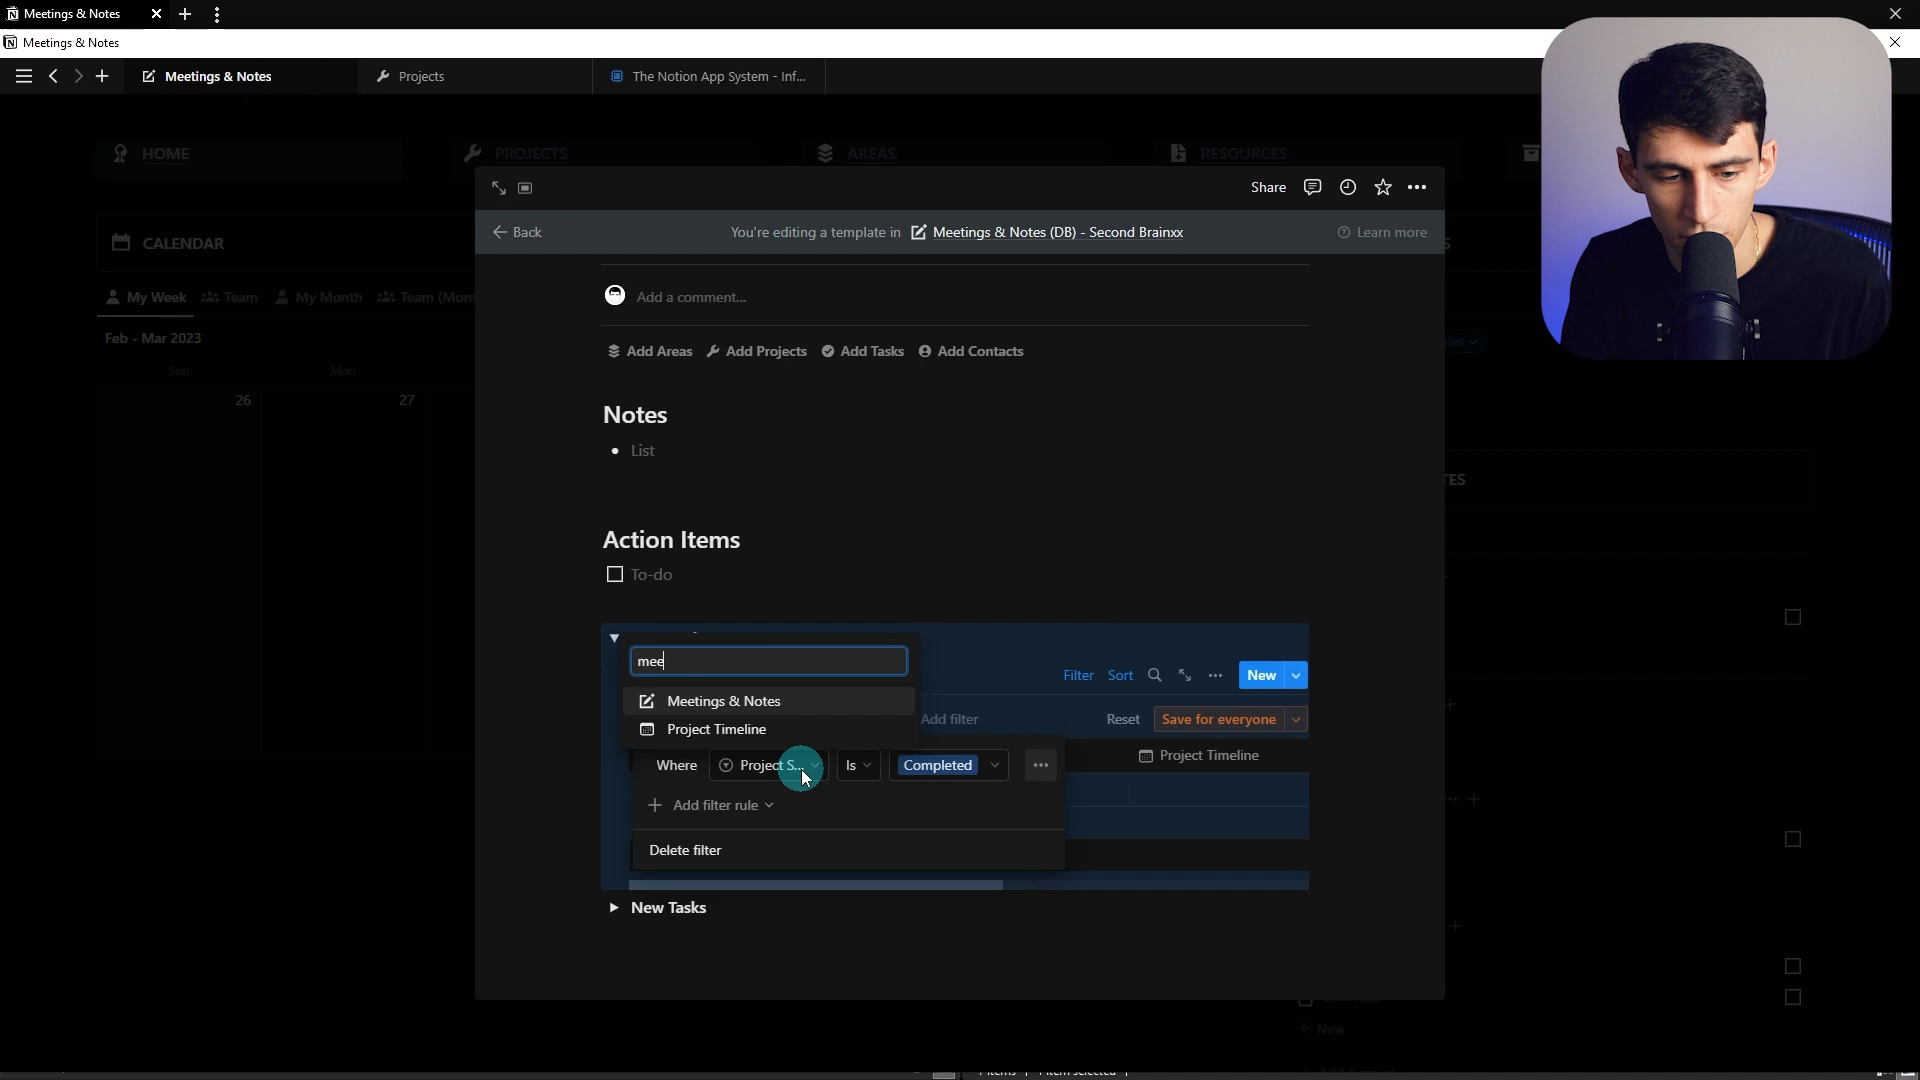 Meetings & Notes
Meetings & Notes
Meetings & Notes
Projects
The Notion App System - Inf...
HOME
PROJECTS
AREAS
RESOURCES
Share
Back
You're editing a template in Meetings & Notes (DB) - Second Brainxx
Learn more
CALENDAR
Add a comment...
My Week
Team
My Month
Team (Mont
Feb - Mar 2023
Sun
Mon
26
27
Add Areas
Add Projects
Add Tasks
Add Contacts
Notes
List
TES
Action Items
To-do
mee
Filter
Sort
New
Meetings & Notes
Project Timeline
Add filter
Reset
Save for everyone
Where
Project S...
Is
Completed
Project Timeline
Add filter rule
Delete filter
New Tasks
New